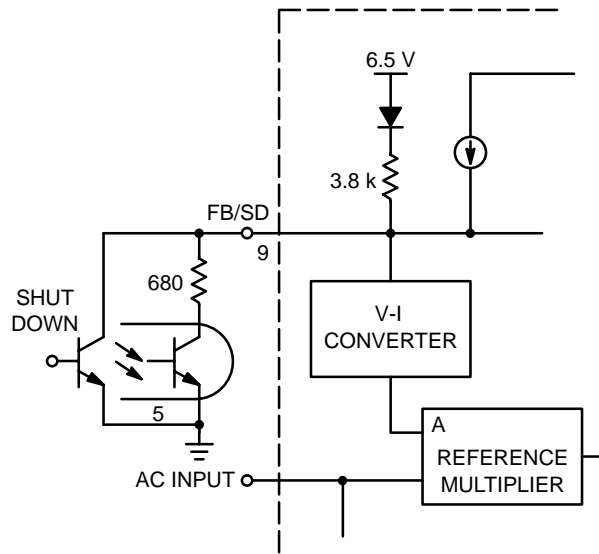 6.5 V
3.8 k
FB/SD
9
680
SHUT
DOWN
V-I
CONVERTER
5
A
REFERENCE
MULTIPLIER
AC INPUT